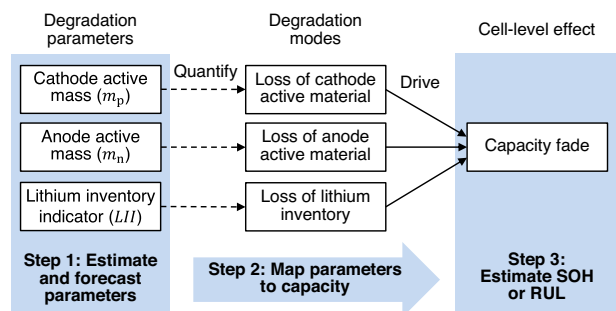 Degradation
parameters
Degradation
modes
Cell-level effect
Cathode active
mass (mp)
Quantify
Loss of cathode
active material
Drive
Anode active
mass (mn)
Loss of anode
active material
Capacity fade
Lithium inventory
indicator (LII)
Loss of lithium
inventory
Step 1: Estimate
and forecast
parameters
Step 2: Map parameters
to capacity
Step 3:
Estimate SOH
or RUL